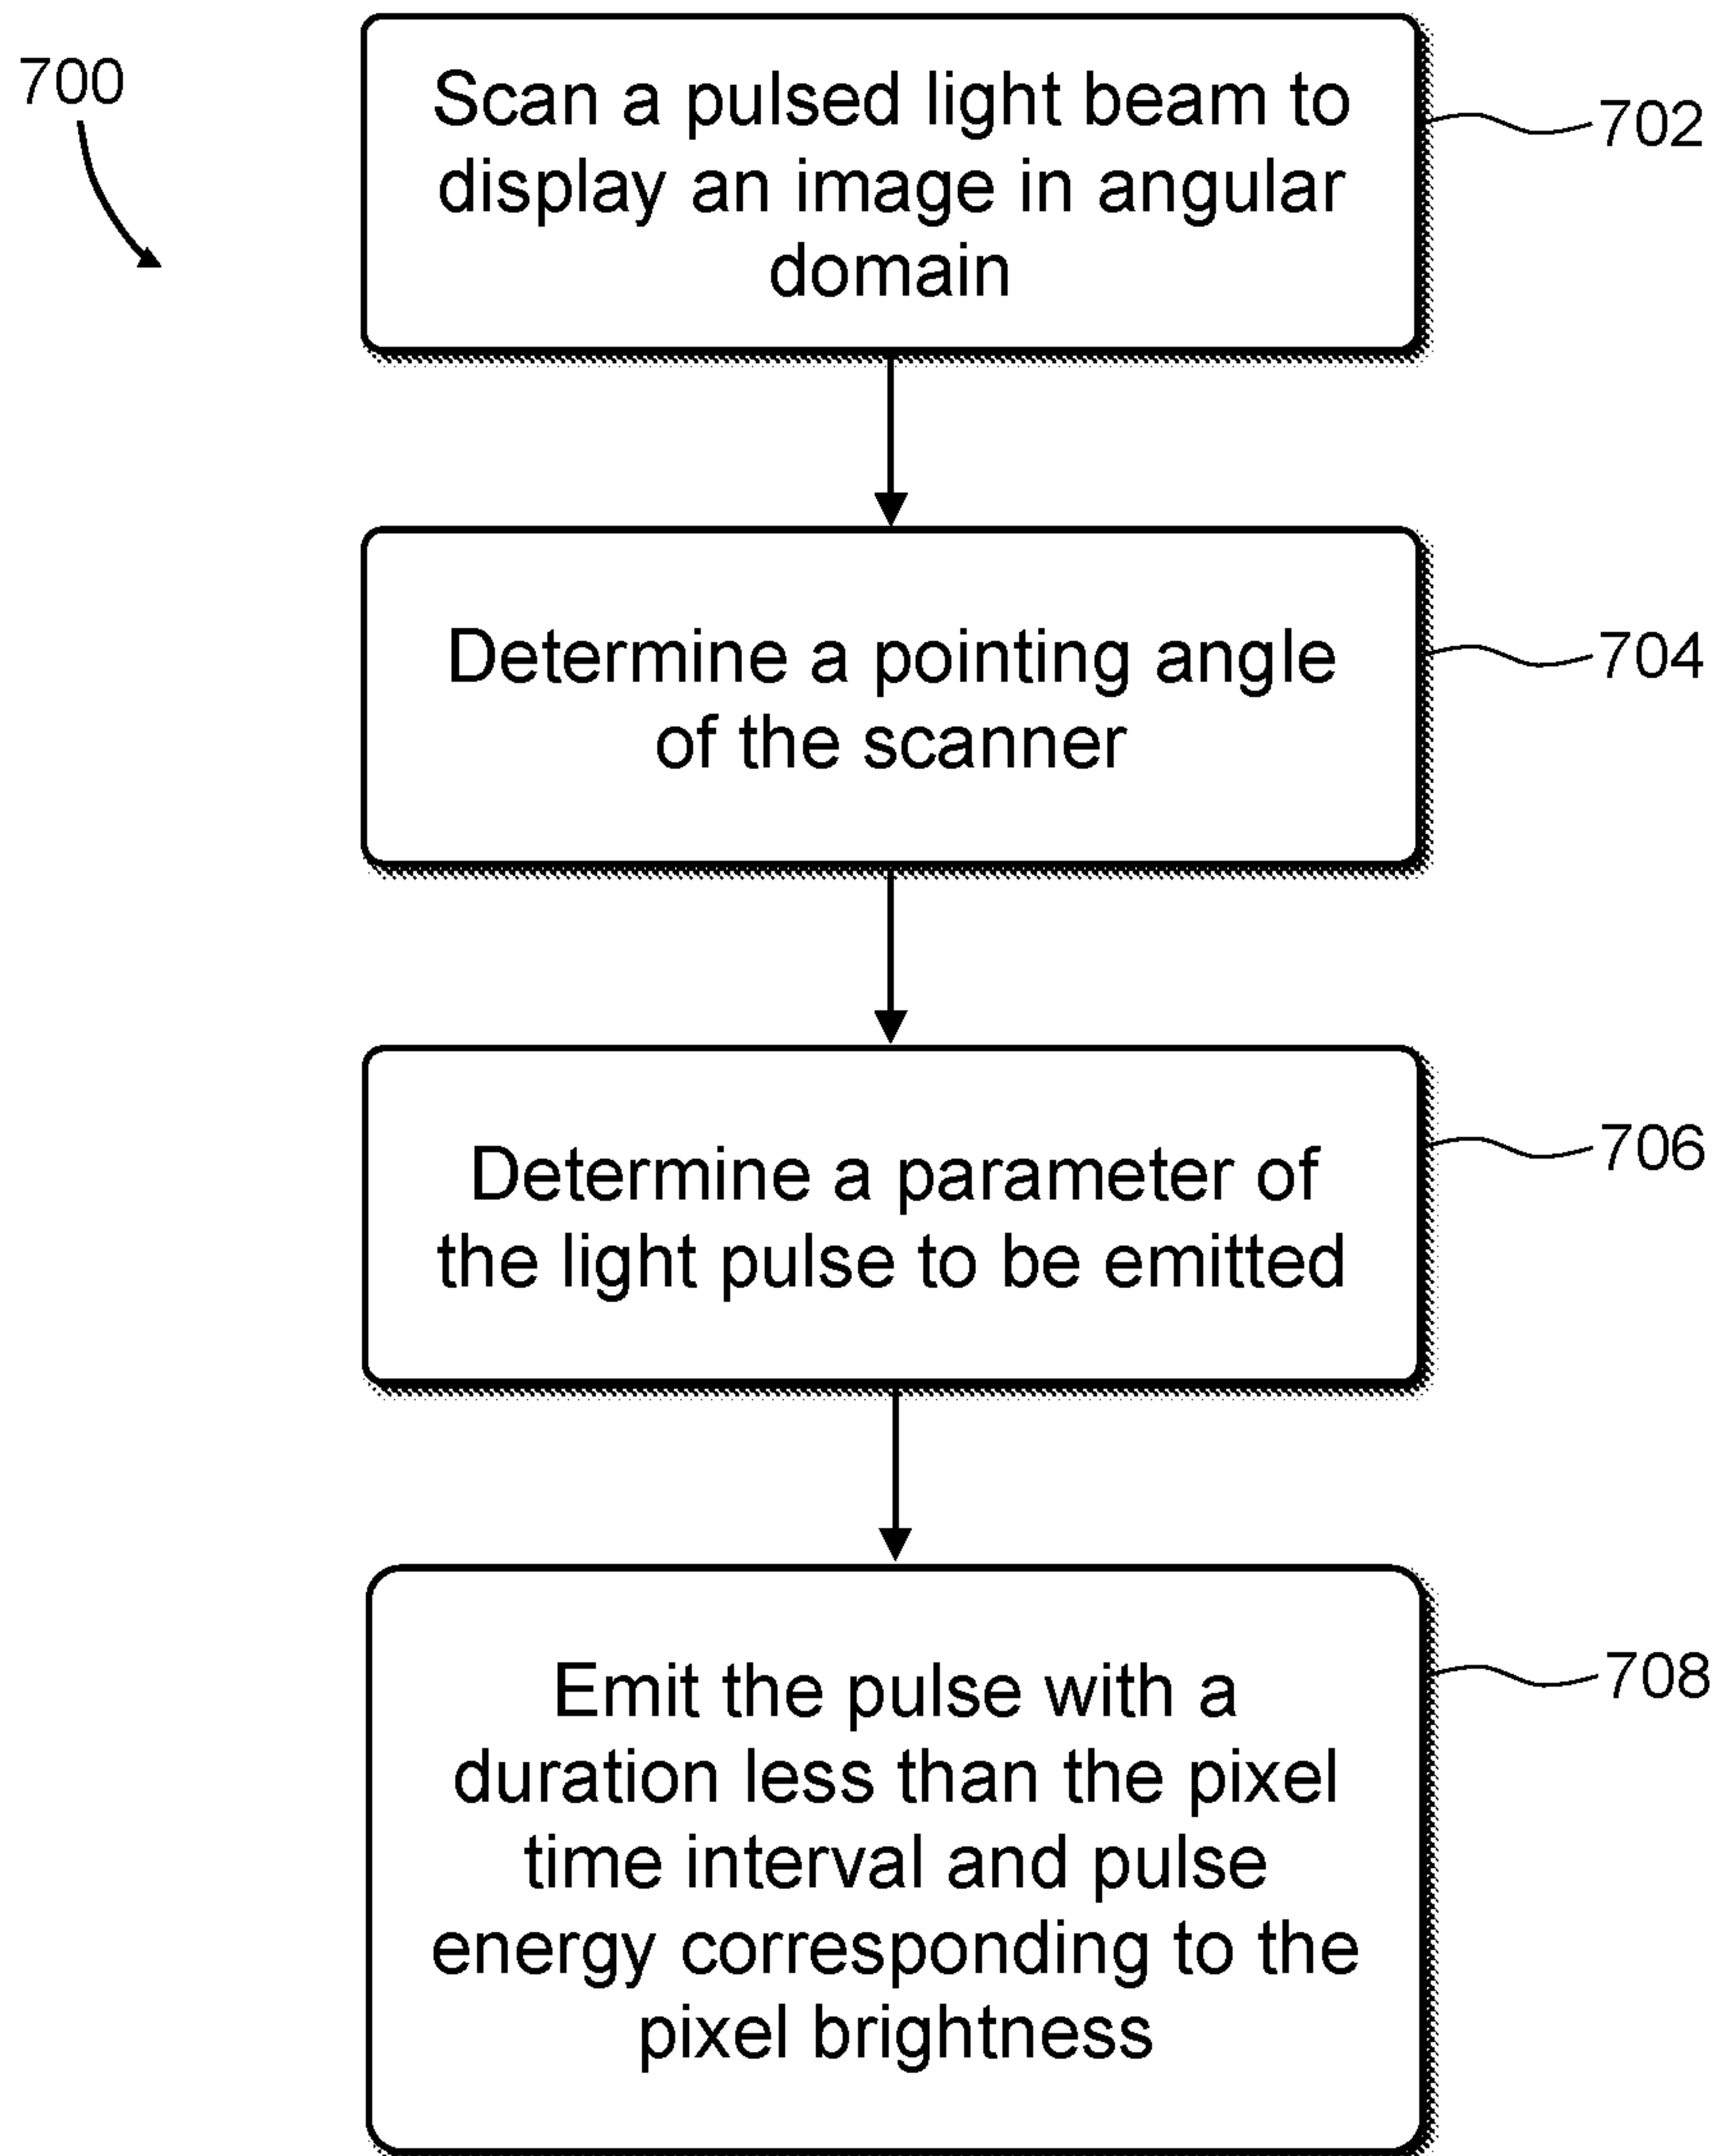 700
Scan a pulsed light beam to
display an image in angular
domain
702
Determine a pointing angle
of the scanner
704
Determine a parameter of
the light pulse to be emitted
706
Emit the pulse with a
duration less than the pixel
time interval and pulse
energy corresponding to the
pixel brightness
708